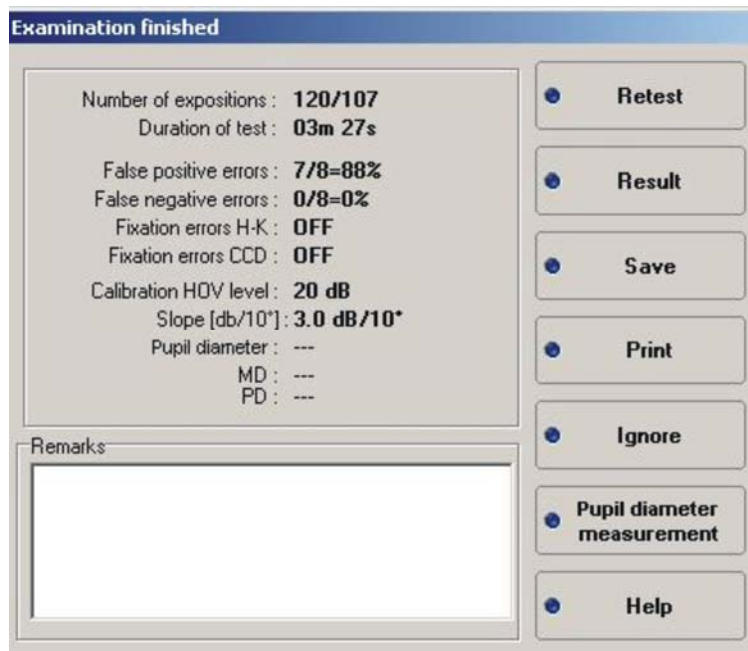 Examination finished
Number of expositions : 120/107
Duration of test : 03m 27s
False positive errors : 7/8=88%
False negative errors : 0/8=0%
Fixation errors H-K : OFF
Fixation errors CCD : OFF
Calibration HOV level : 20 dB
Slope [db/10°] : 3.0 dB/10°
Pupil diameter : ---
MD : ---
PD : ---
Remarks
Retest
Result
Save
Print
Ignore
Pupil diameter
measurement
Help